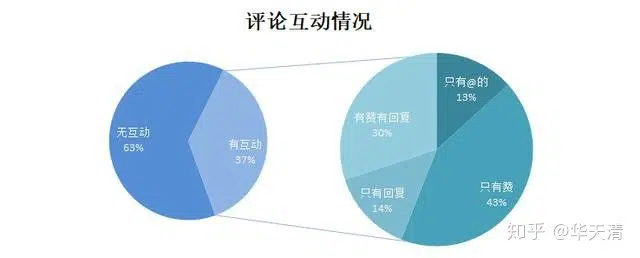 评论互动情况
无互动
63%
有互动
37%
只有@的
13%
有赞有回复
30%
只有回复
14%
只有赞
43%
知乎 @华天清